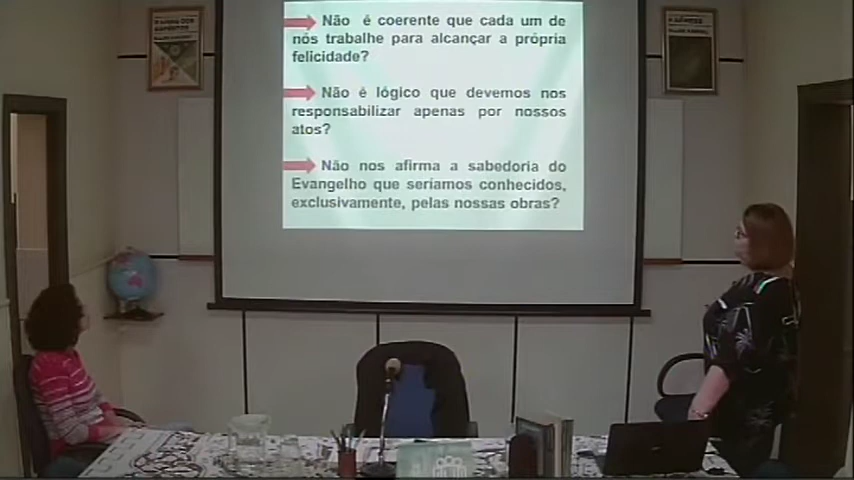 Não é coerente que cada um de
nós trabalhe para alcançar a própria
felicidade?
Não é lógico que devemos nos
responsabilizar apenas por nossos
atos?
Não nos afirma a sabedoria do
Evangelho que seríamos conhecidos,
exclusivamente, pelas nossas obras?